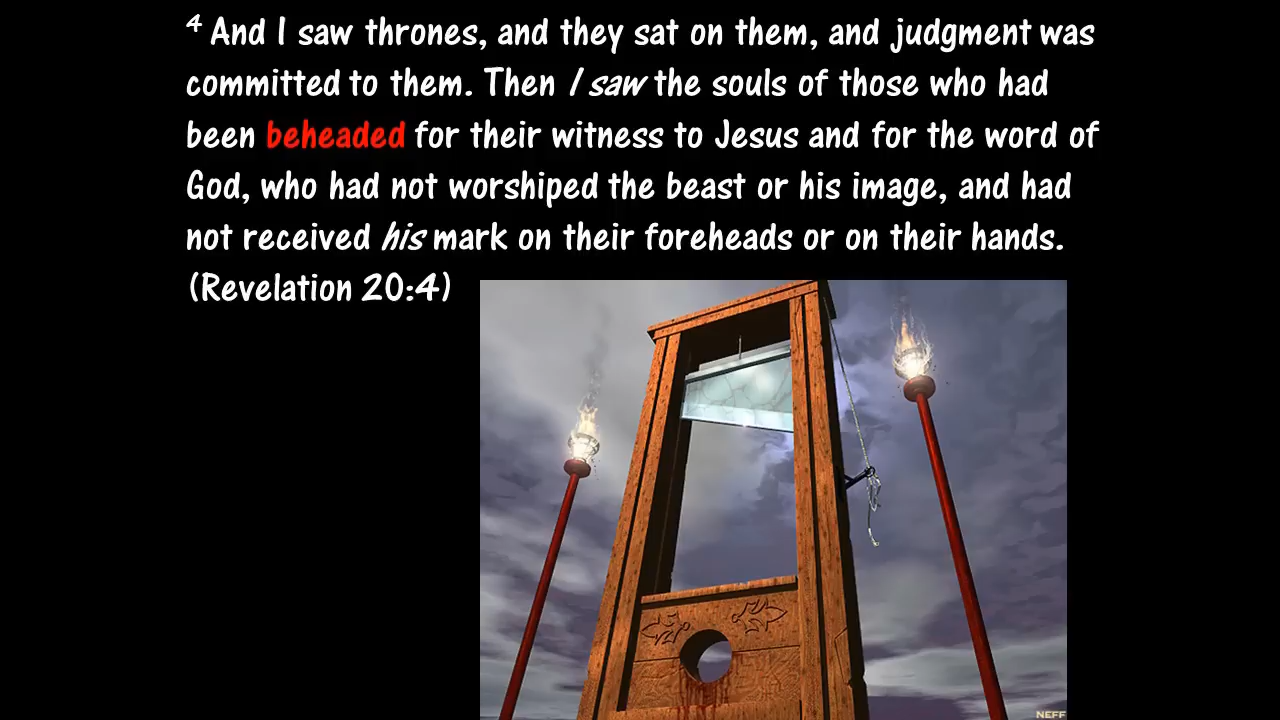 4 And I saw thrones, and they sat on them, and judgment was
committed to them. Then I saw the souls of those who had
been beheaded for their witness to Jesus and for the word of
God, who had not worshiped the beast or his image, and had
not received his mark on their foreheads or on their hands.
(Revelation 20:4)
NEFF